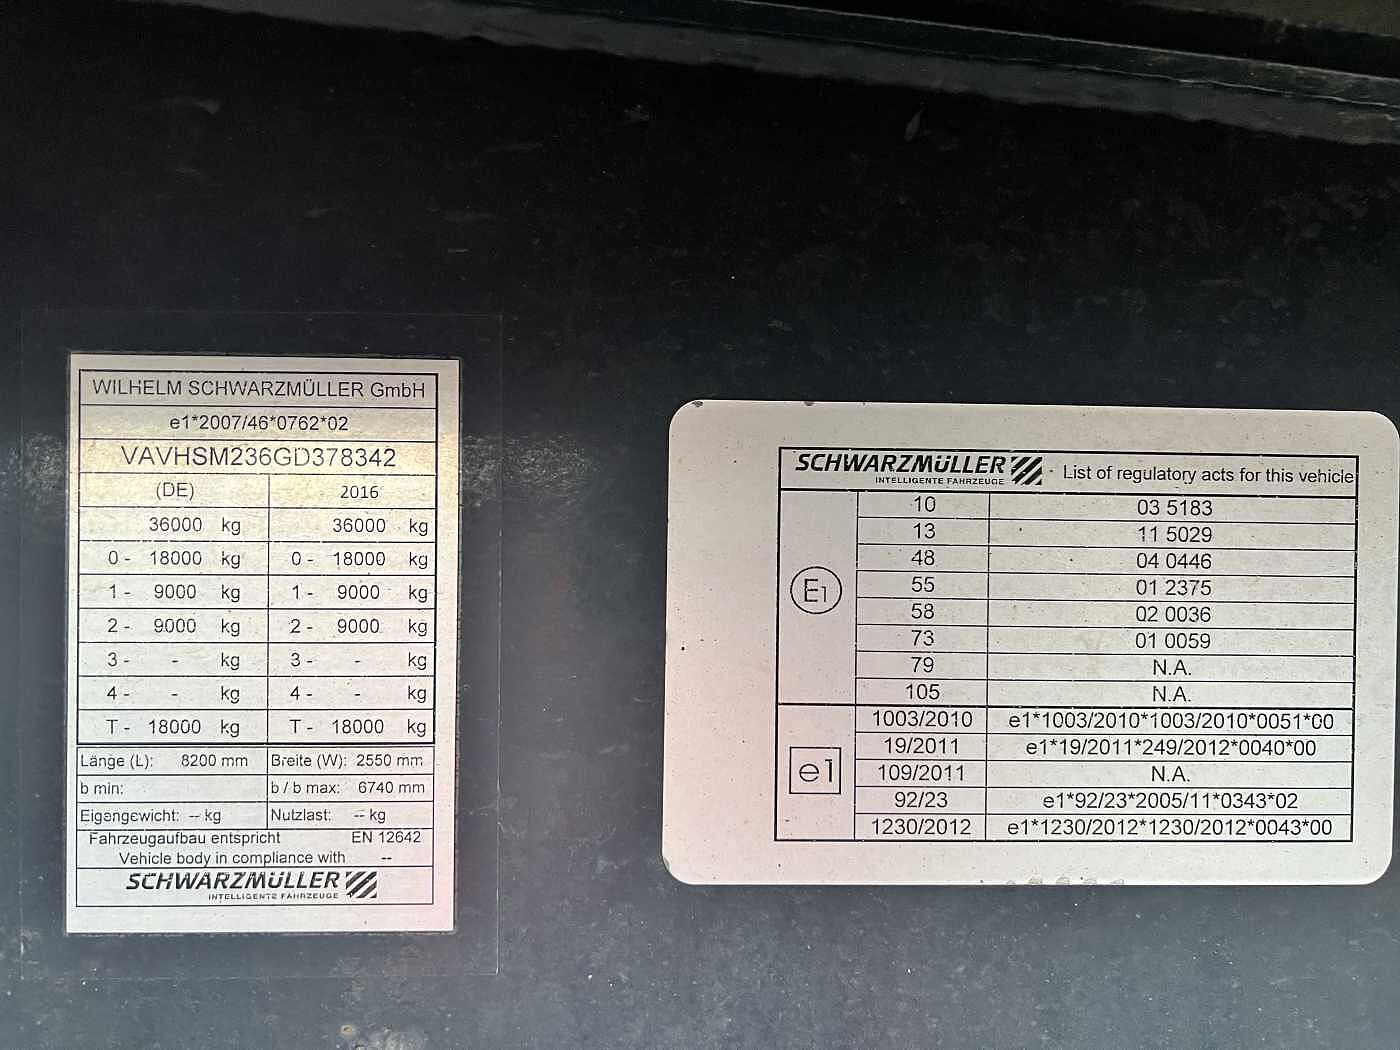 WILHELM SCHWARZMÜLLER GmbH
e1*2007/46*0762*02
VAVHSM236GD378342
(DE) 2016
36000 kg 36000 kg
0 - 18000 kg 0 - 18000 kg
1 - 9000 kg 1 - 9000 kg
2 - 9000 kg 2 - 9000 kg
3 - - kg 3 - - kg
4 - - kg 4 - - kg
T - 18000 kg T - 18000 kg
Länge (L): 8200 mm Breite (W): 2550 mm
b min: b / b max: 6740 mm
Eigengewicht: -- kg Nutzlast: -- kg
Fahrzeugaufbau entspricht EN 12642
Vehicle body in compliance with --
SCHWARZMÜLLER
INTELLIGENTE FAHRZEUGE
SCHWARZMÜLLER - List of regulatory acts for this vehicle
INTELLIGENTE FAHRZEUGE
E1
10 03 5183
13 11 5029
48 04 0446
55 01 2375
58 02 0036
73 01 0059
79 N.A.
105 N.A.
e1
1003/2010 e1*1003/2010*1003/2010*0051*00
19/2011 e1*19/2011*249/2012*0040*00
109/2011 N.A.
92/23 e1*92/23*2005/11*0343*02
1230/2012 e1*1230/2012*1230/2012*0043*00